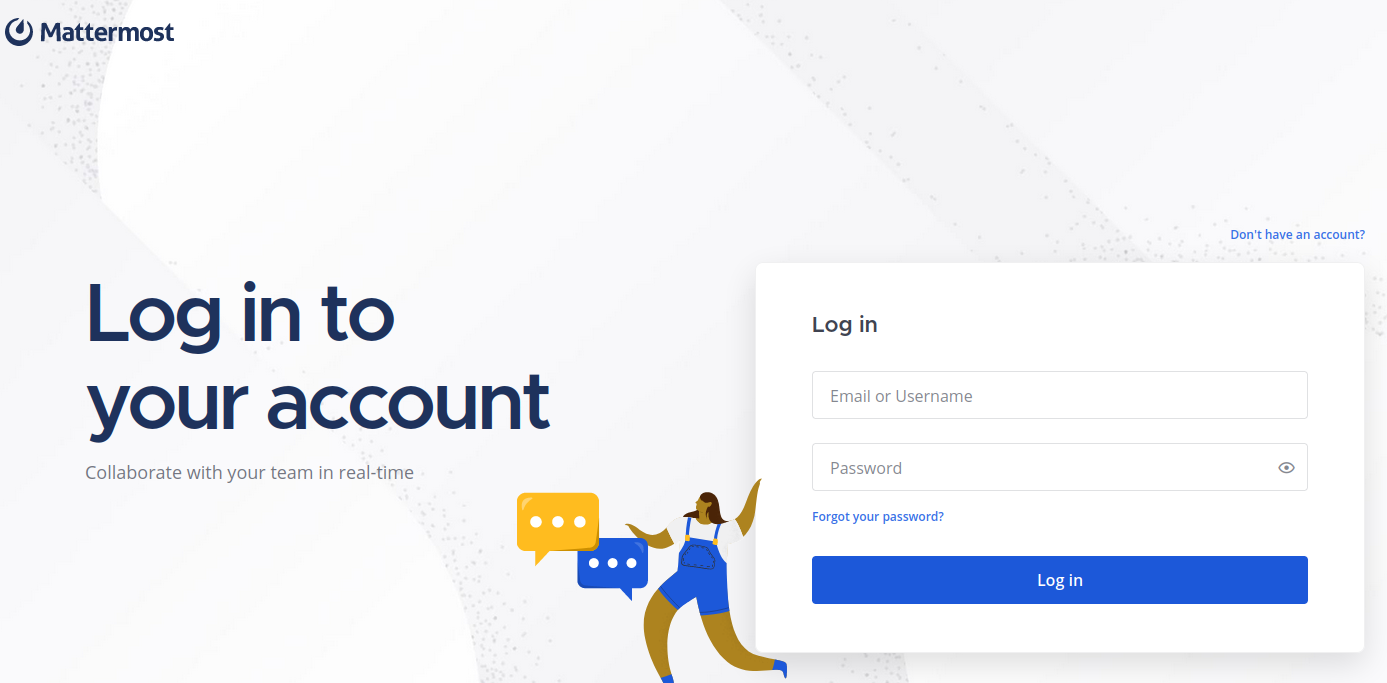 Mattermost
Don't have an account?
Log in to
your account
Collaborate with your team in real-time
Log in
Email or Username
Password
Forgot your password?
Log in